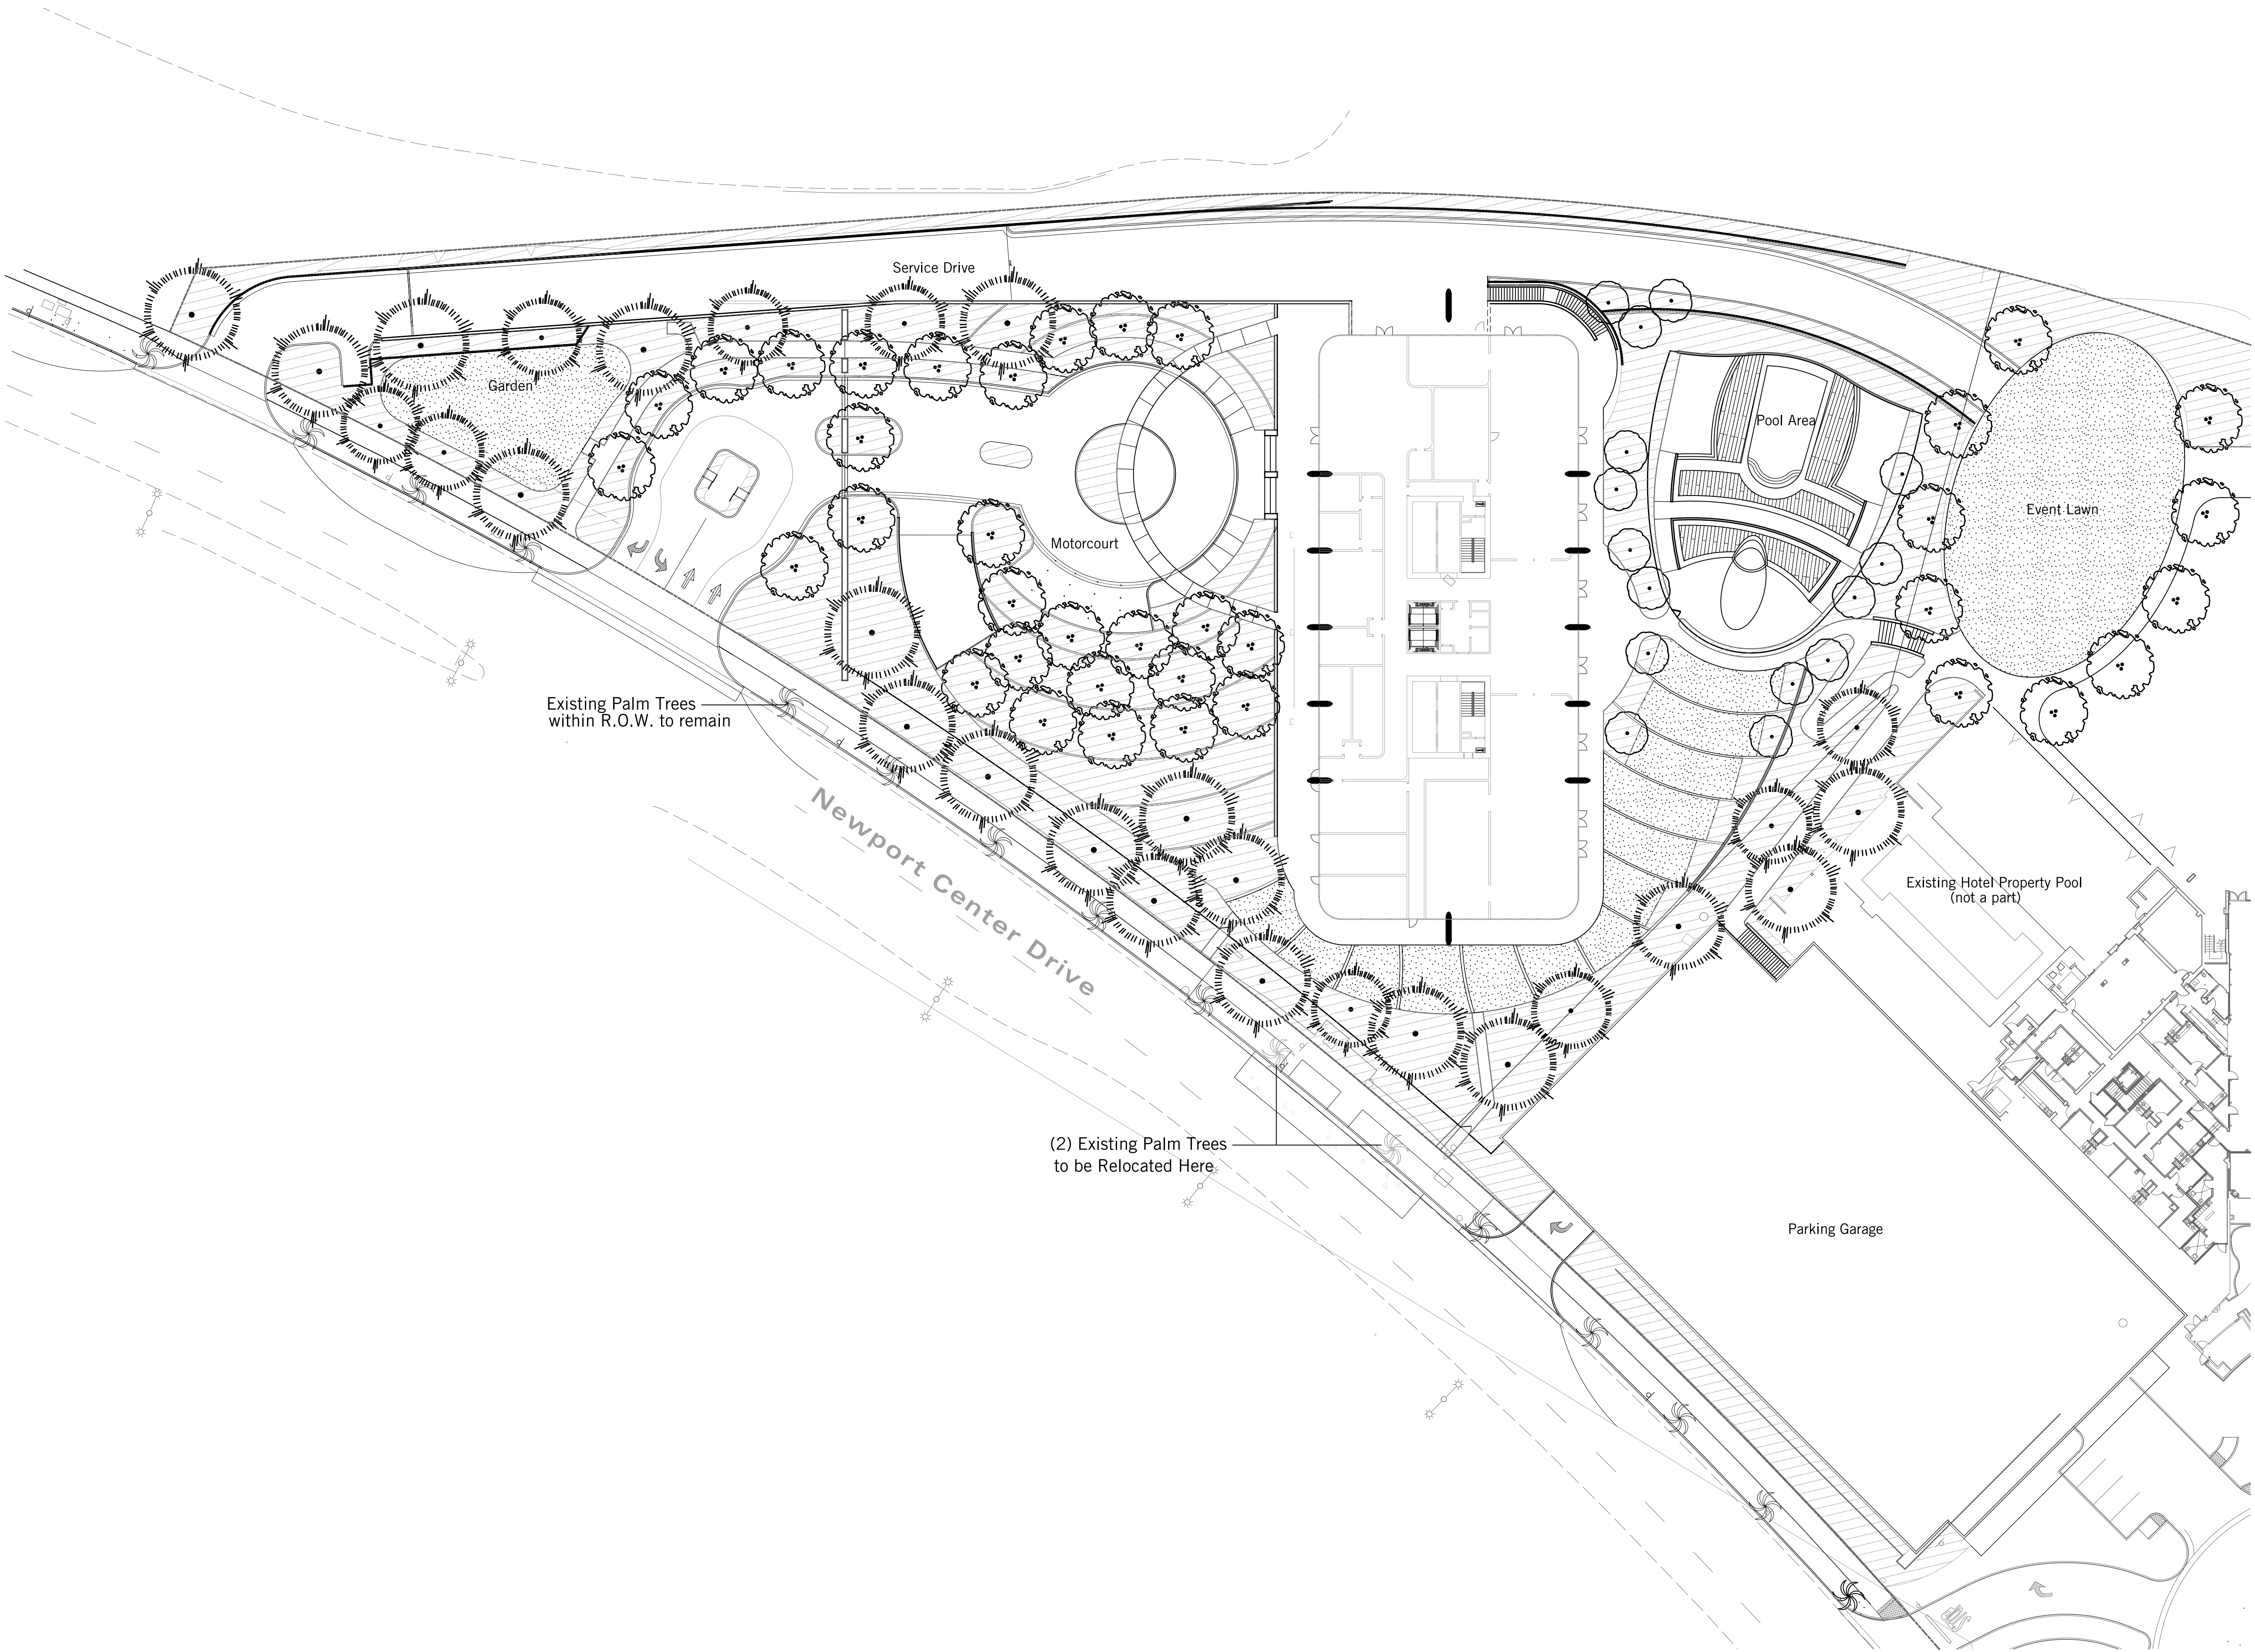 Service Drive
Garden
Pool Area
Event Lawn
Motorcourt
Existing Palm Trees
within R.O.W. to remain
Newport Center Drive
Existing Hotel Property Pool
(not a part)
(2) Existing Palm Trees
to be Relocated Here
Parking Garage